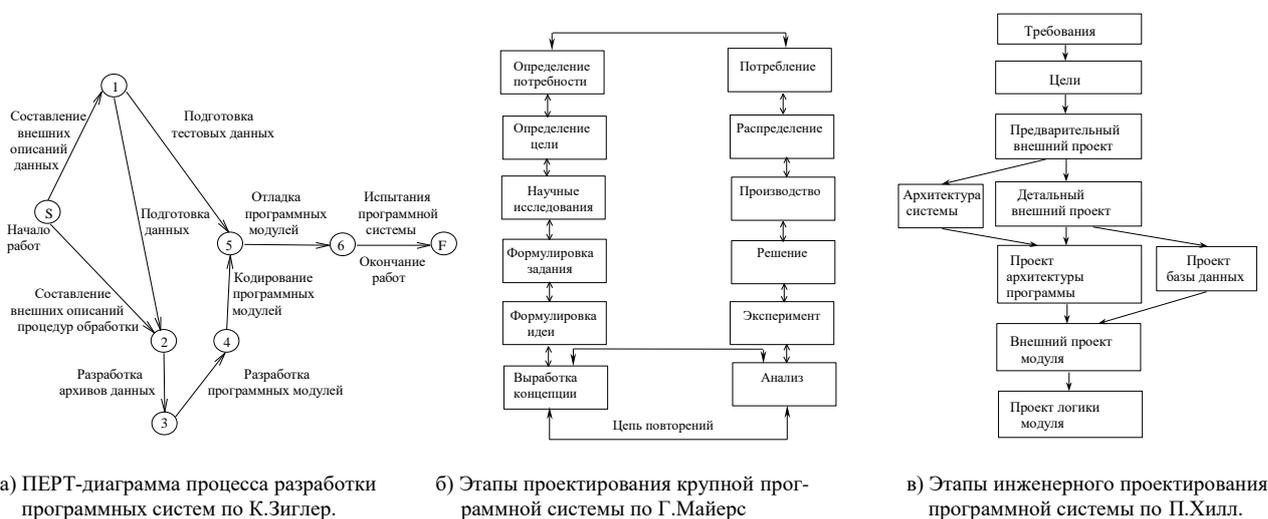 1
Составление
внешних
описаний
данных
Подготовка
тестовых данных
S
Начало
работ
Подготовка
данных
Отладка
программных
модулей
Испытания
программной
системы
5
6
F
Окончание
работ
Кодирование
программных
модулей
Составление
внешних описаний
процедур обработки
2
4
Разработка
архивов данных
Разработка
программных модулей
3
а) ПЕРТ-диаграмма процесса разработки
программных систем по К.Зиглер.
Определение
потребности
Потребление
Определение
цели
Распределение
Научные
исследования
Производство
Формулировка
задания
Решение
Формулировка
идеи
Эксперимент
Выработка
концепции
Анализ
Цепь повторений
б) Этапы проектирования крупной прог-
раммной системы по Г.Майерс
Требования
Цели
Предварительный
внешний проект
Архитектура
системы
Детальный
внешний проект
Проект
архитектуры
программы
Проект
базы данных
Внешний проект
модуля
Проект логики
модуля
в) Этапы инженерного проектирования
программной системы по П.Хилл.